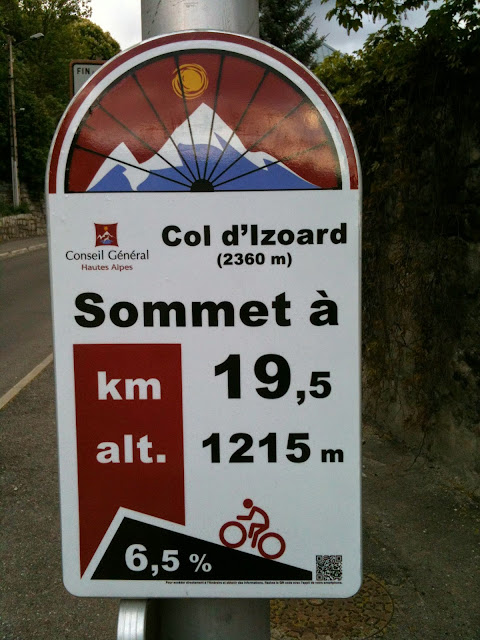 FIN
Col d'Izoard
(2360 m)
Conseil Général
Hautes Alpes
Sommet à
km 19,5
alt. 1215 m
6,5 %